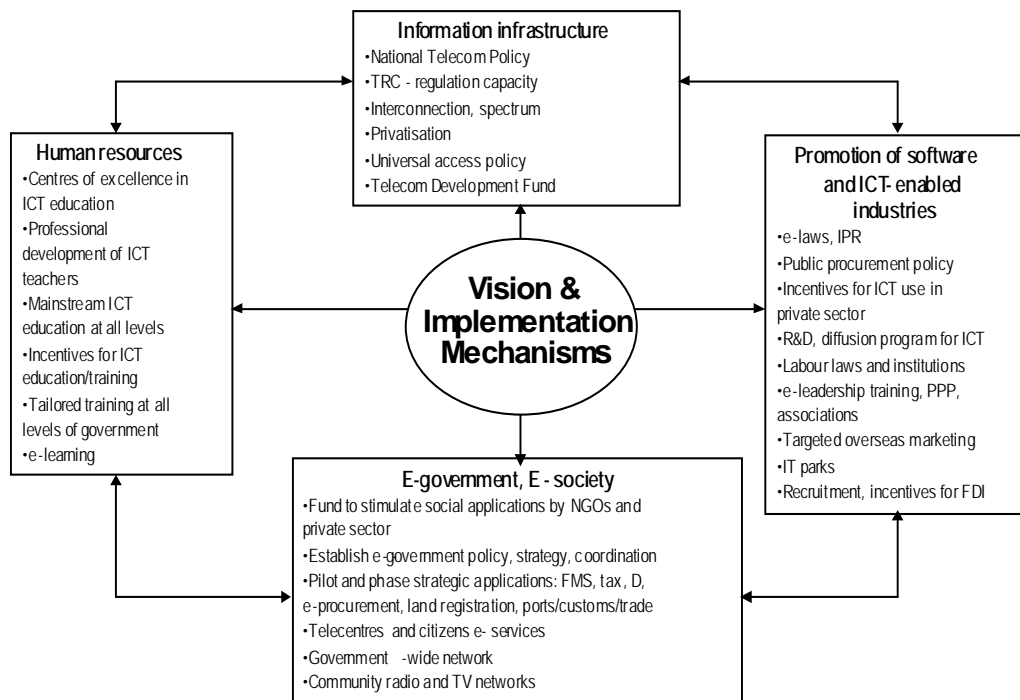 Information infrastructure
•National Telecom Policy
•TRC - regulation capacity
•Interconnection, spectrum
•Privatisation
•Universal access policy
•Telecom Development Fund
Human resources
•Centres of excellence in
ICT education
•Professional
development of ICT
teachers
•Mainstream ICT
education at all levels
•Incentives for ICT
education/training
•Tailored training at all
levels of government
•e-learning
Vision &
Implementation
Mechanisms
Promotion of software
and ICT- enabled
industries
•e-laws, IPR
•Public procurement policy
•Incentives for ICT use in
private sector
•R&D, diffusion program for ICT
•Labour laws and institutions
•e-leadership training, PPP,
associations
•Targeted overseas marketing
•IT parks
•Recruitment, incentives for FDI
E-government, E - society
•Fund to stimulate social applications by NGOs and
private sector
•Establish e-government policy, strategy, coordination
•Pilot and phase strategic applications: FMS, tax , D,
e-procurement, land registration, ports/customs/trade
•Telecentres and citizens e- services
•Government -wide network
•Community radio and TV networks